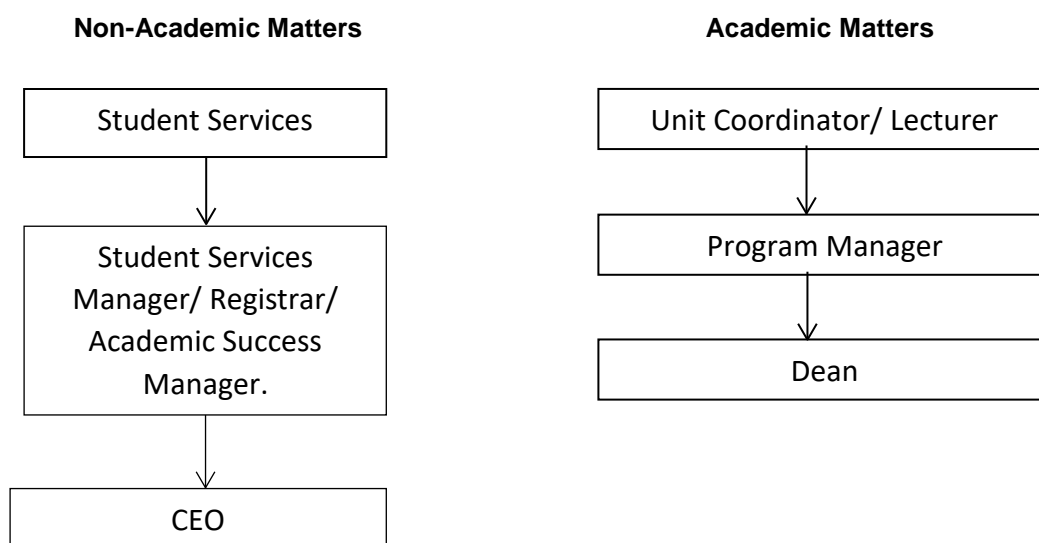 Non-Academic Matters
Student Services
Student Services
Manager/ Registrar/
Academic Success
Manager.
CEO
Academic Matters
Unit Coordinator/ Lecturer
Program Manager
Dean